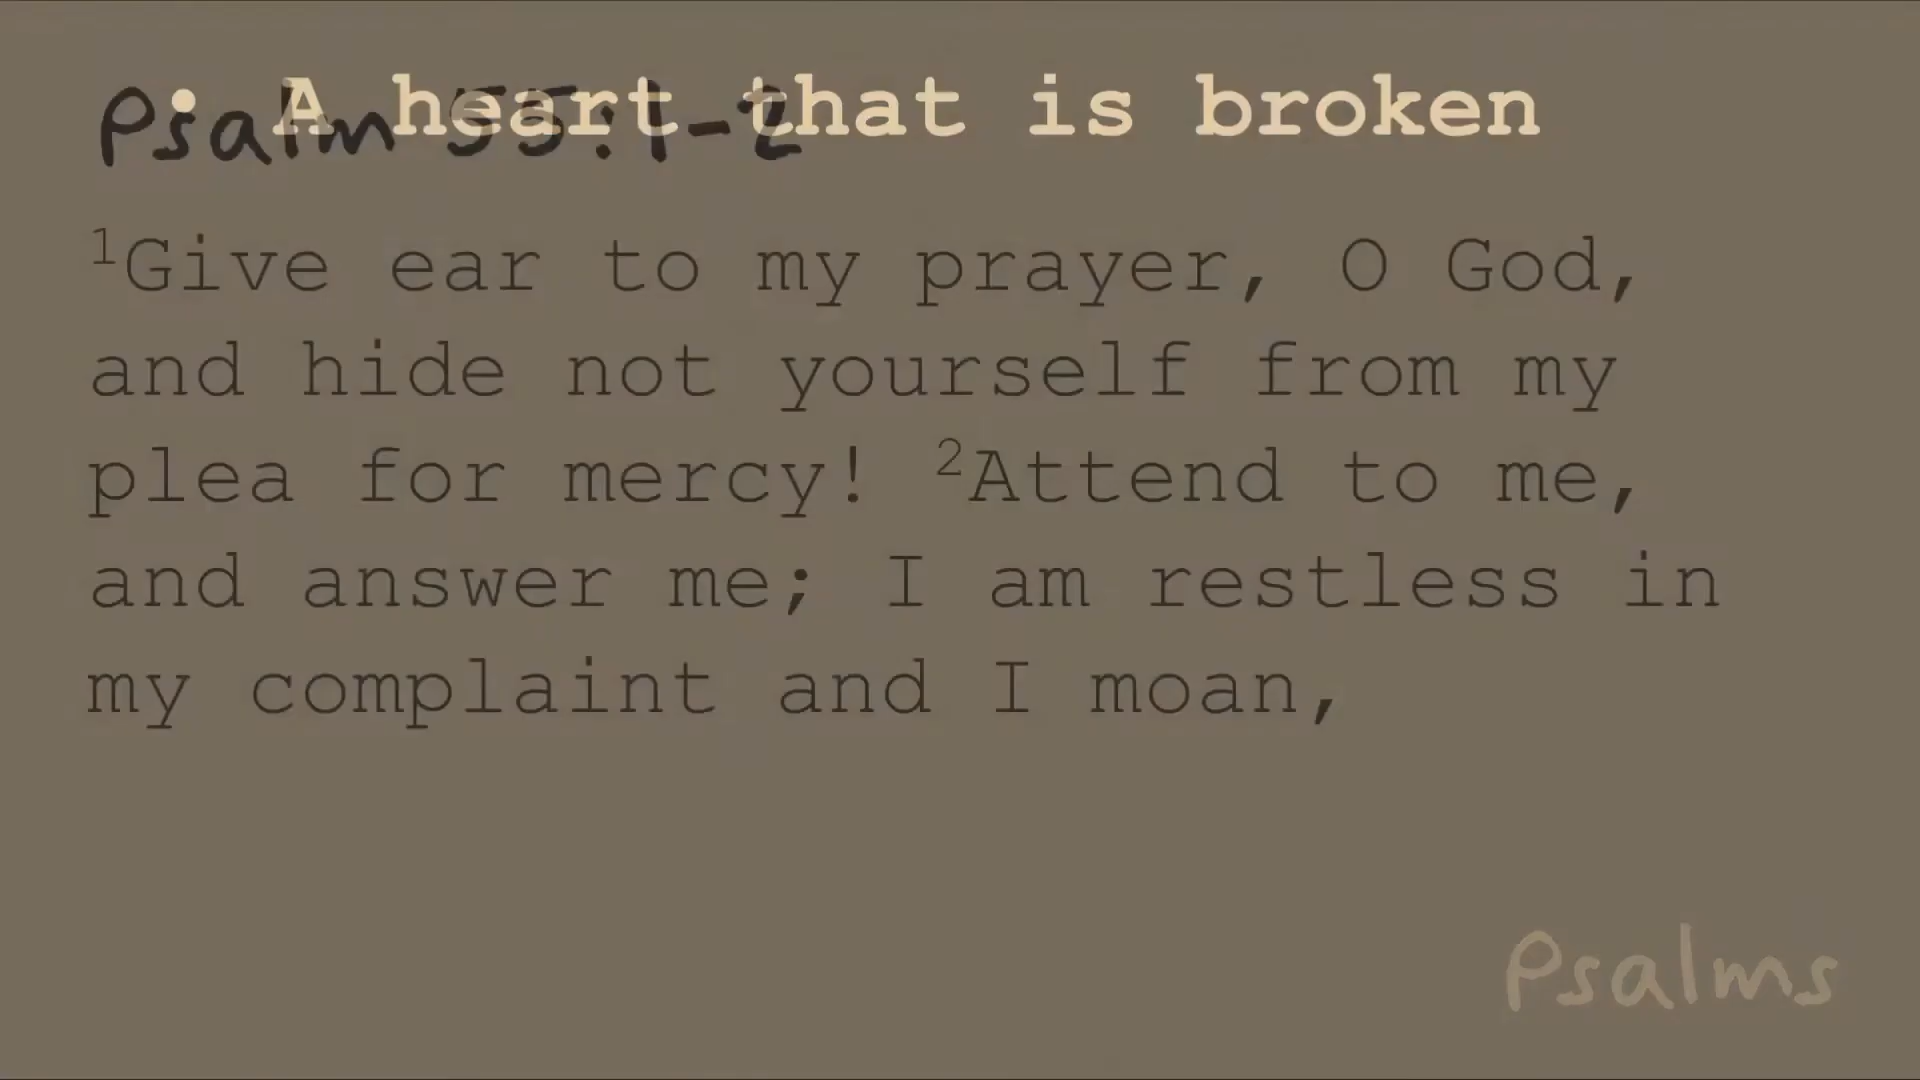 • A heart that is broken
Psalm 55:1-2
¹Give ear to my prayer, O God,
and hide not yourself from my
plea for mercy! ²Attend to me,
and answer me; I am restless in
my complaint and I moan,
Psalms